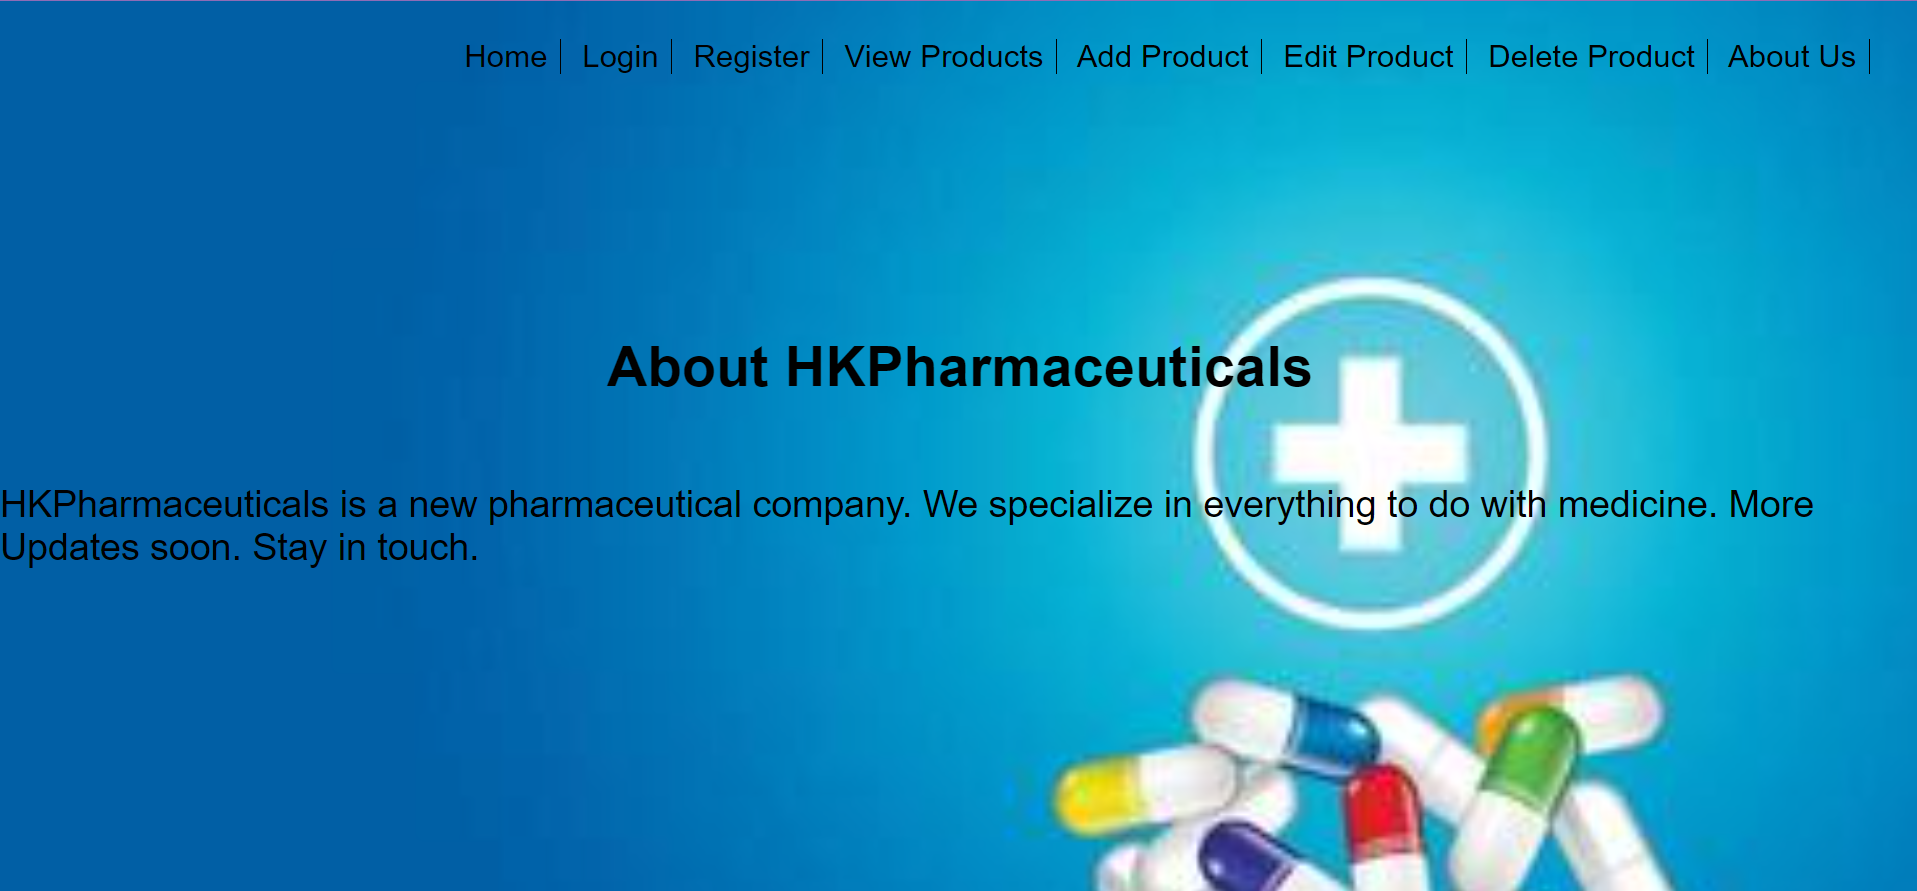 Home Login Register View Products Add Product Edit Product Delete Product About Us
About HKPharmaceuticals
HKPharmaceuticals is a new pharmaceutical company. We specialize in everything to do with medicine. More
Updates soon. Stay in touch.